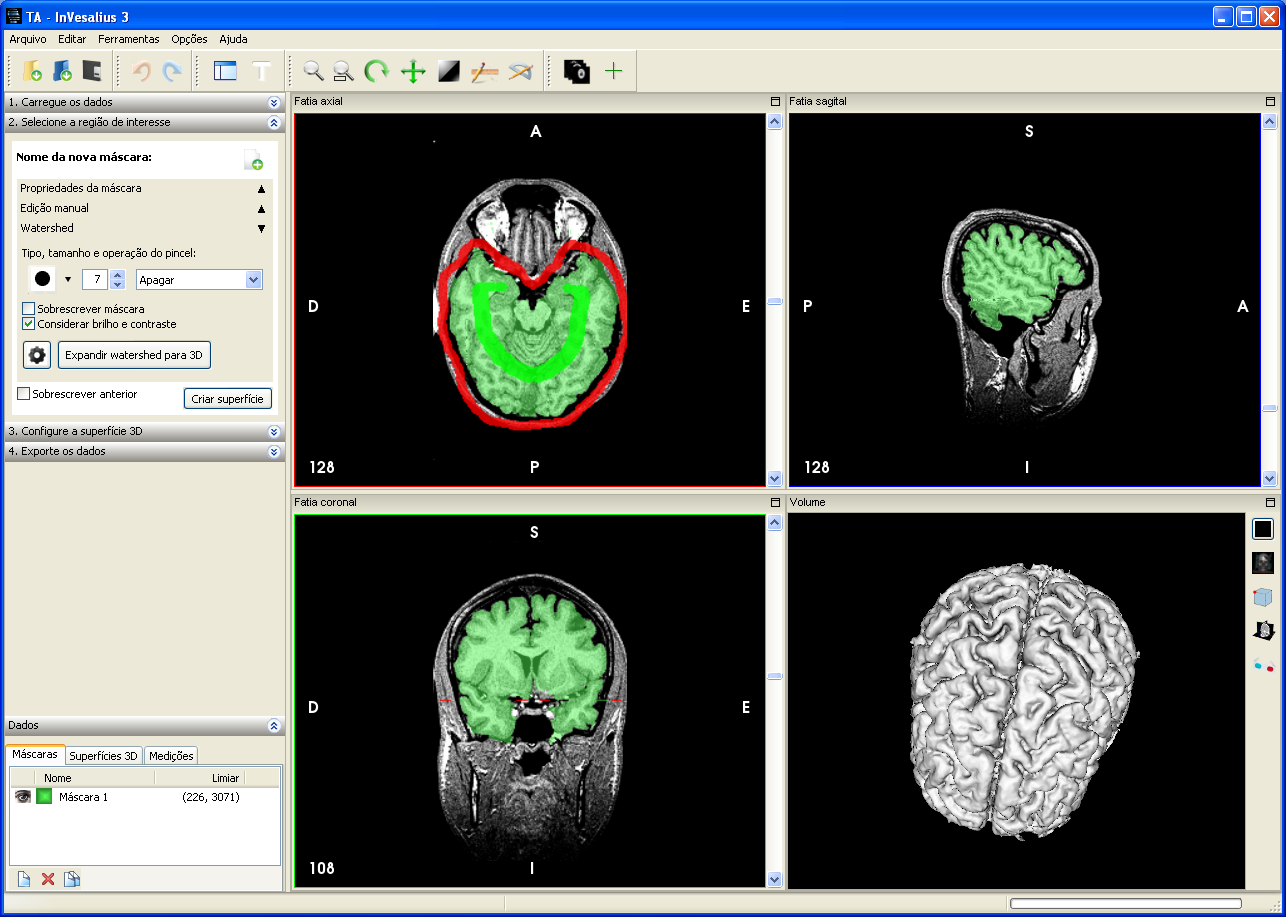 TA - InVesalius 3
Arquivo Editar Ferramentas Opções Ajuda
1. Carregue os dados
2. Selecione a região de interesse
Nome da nova máscara:
Propriedades da máscara
Edição manual
Watershed
Tipo, tamanho e operação do pincel:
7 Apagar
Sobrescrever máscara
Considerar brilho e contraste
Expandir watershed para 3D
Sobrescrever anterior
Criar superfície
3. Configure a superfície 3D
4. Exporte os dados
Dados
Máscaras Superfícies 3D Medições
Nome Limiar
Máscara 1 (226, 3071)
Fatia axial
A
D E
128 P
Fatia sagital
S
P A
128 I
Fatia coronal
S
D E
108 I
Volume